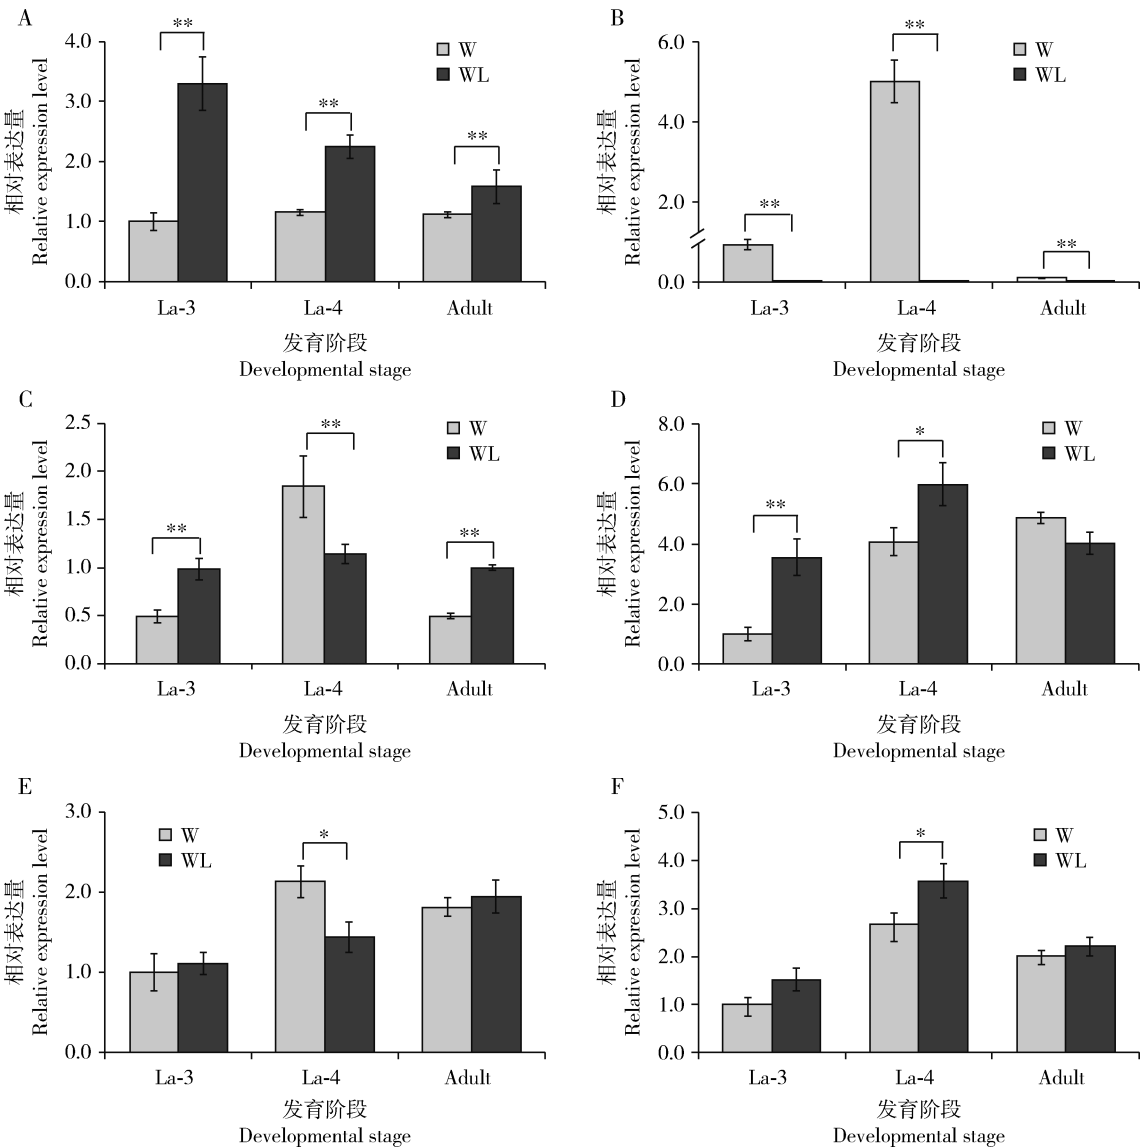 A
**
4.0
3.0
2.0
1.0
0.0
相对表达量
Relative expression level
W
WL
**
**
La-3
La-4
Adult
发育阶段
Developmental stage
B
**
6.0
4.0
2.0
0.0
相对表达量
Relative expression level
W
WL
**
**
La-3
La-4
Adult
发育阶段
Developmental stage
C
2.5
2.0
1.5
1.0
0.5
0.0
相对表达量
Relative expression level
W
WL
**
**
**
La-3
La-4
Adult
发育阶段
Developmental stage
D
8.0
6.0
4.0
2.0
0.0
相对表达量
Relative expression level
W
WL
*
**
La-3
La-4
Adult
发育阶段
Developmental stage
E
3.0
2.0
1.0
0.0
相对表达量
Relative expression level
W
WL
*
La-3
La-4
Adult
发育阶段
Developmental stage
F
5.0
4.0
3.0
2.0
1.0
0.0
相对表达量
Relative expression level
W
WL
*
La-3
La-4
Adult
发育阶段
Developmental stage